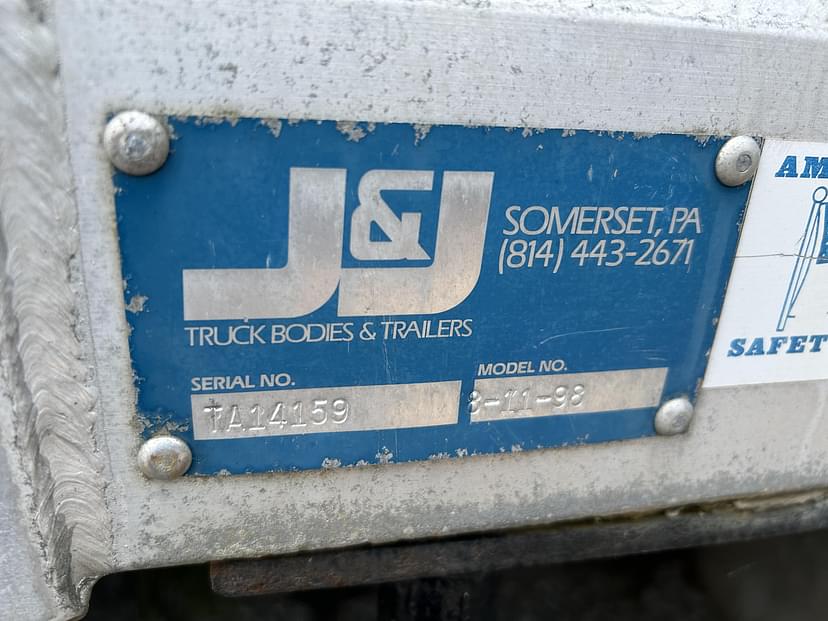 J&J
SOMERSET, PA
(814) 443-2671
TRUCK BODIES & TRAILERS
SERIAL NO.
TA14159
MODEL NO.
8-11-98
AM
SAFET